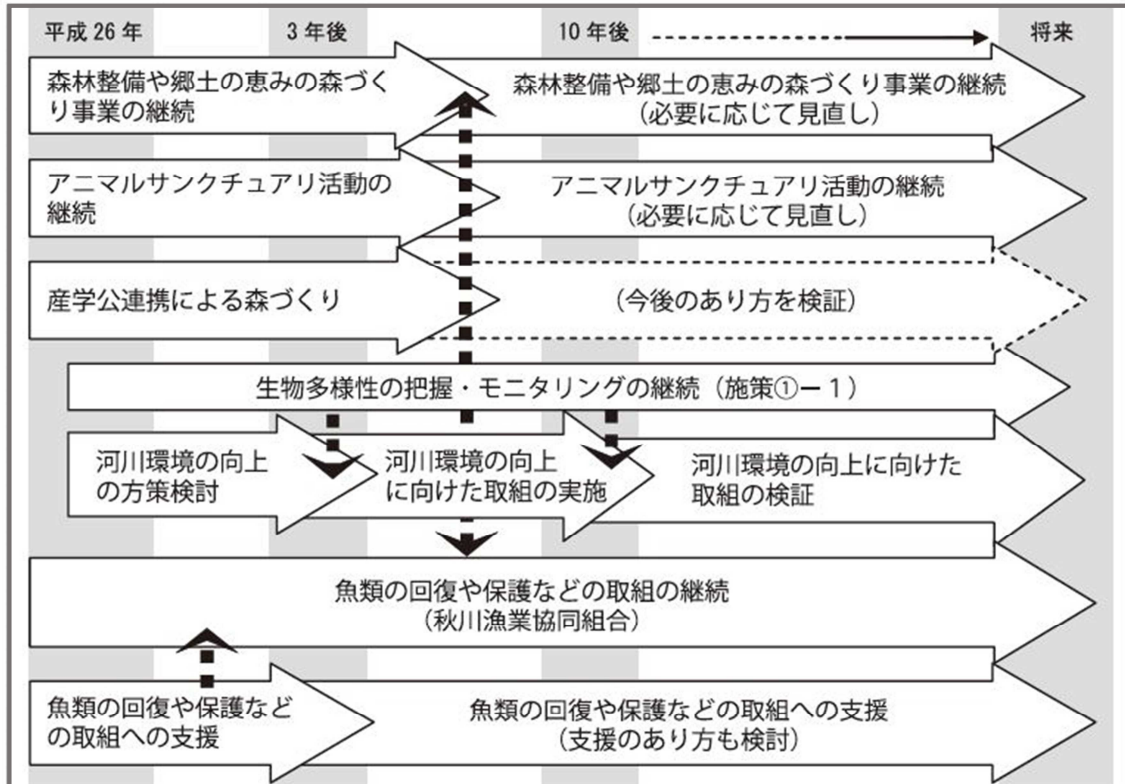 平成 26 年
3 年後
10 年後
将来
森林整備や郷土の恵みの森づく
り事業の継続
森林整備や郷土の恵みの森づくり事業の継続
(必要に応じて見直し)
アニマルサンクチュアリ活動の
継続
アニマルサンクチュアリ活動の継続
(必要に応じて見直し)
産学公連携による森づくり
(今後のあり方を検証)
生物多様性の把握・モニタリングの継続（施策①－1）
河川環境の向上
の方策検討
河川環境の向上
に向けた取組の実施
河川環境の向上に向けた
取組の検証
魚類の回復や保護などの取組の継続
(秋川漁業協同組合)
魚類の回復や保護など
の取組への支援
魚類の回復や保護などの取組への支援
(支援のあり方も検討)